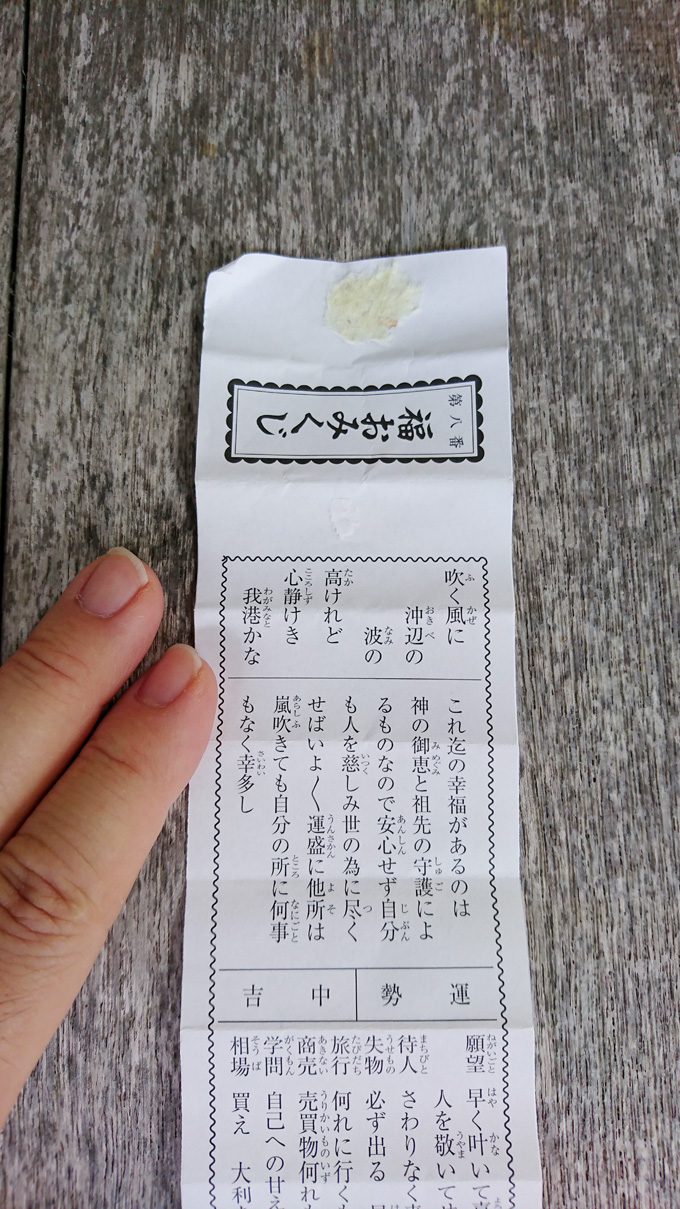 第八番
福おみくじ
吹く風に
沖辺の
波の
高けれど
心静けき
我港かな
これ迄の幸福があるのは
神の御恵と祖先の守護によ
るものなので安心せず自分
も人を慈しみ世の為に尽く
せばいよ〳〵運盛に他所は
嵐吹きても自分の所に何事
もなく幸多し
運勢
中吉
願望 早く叶いて
人を敬いて
待人 さわりなく
失物 必ず出る
旅行 何れに行くも
商売 売買物何れも
学問 自己への甘え
相場 買え 大利